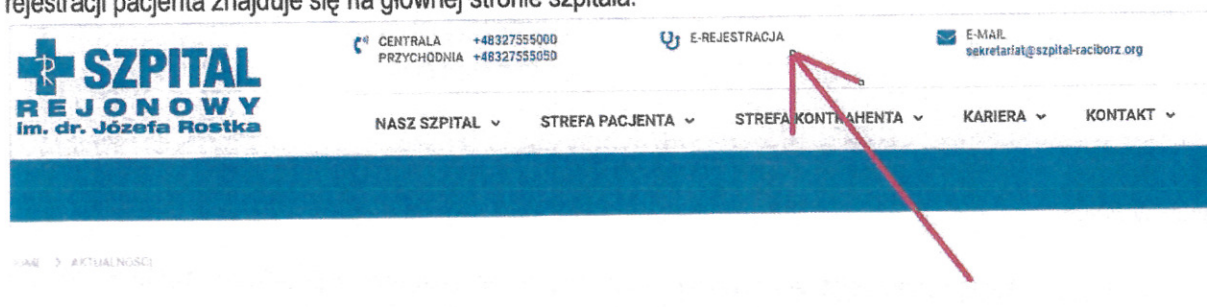 rejestracji pacjenta znajduje się na głównej stronie szpitala.
SZPITAL
REJONOWY
im. dr. Józefa Rostka
CENTRALA +48327555000
PRZYCHODNIA +48327555050
E-REJESTRACJA
E-MAIL
sekretariat@szpital-raciborz.org
NASZ SZPITAL
STREFA PACJENTA
STREFA KONTRAHENTA
KARIERA
KONTAKT
> AKTUALNOŚCI